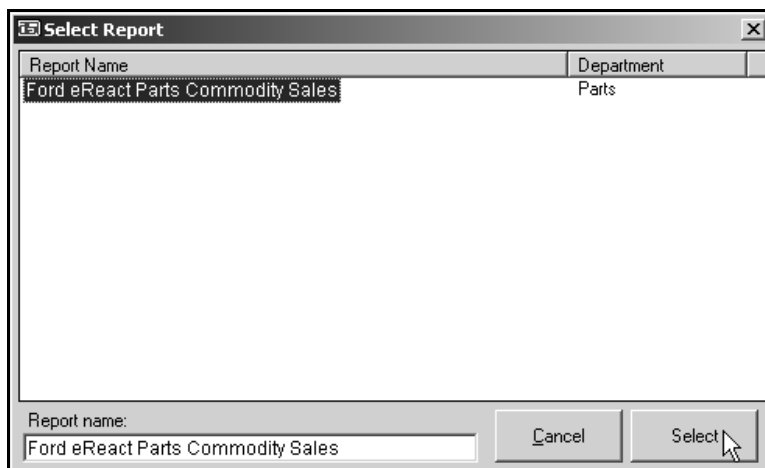 Select Report
Report Name Department
Ford eReact Parts Commodity Sales Parts
Report name:
Ford eReact Parts Commodity Sales
Cancel Select